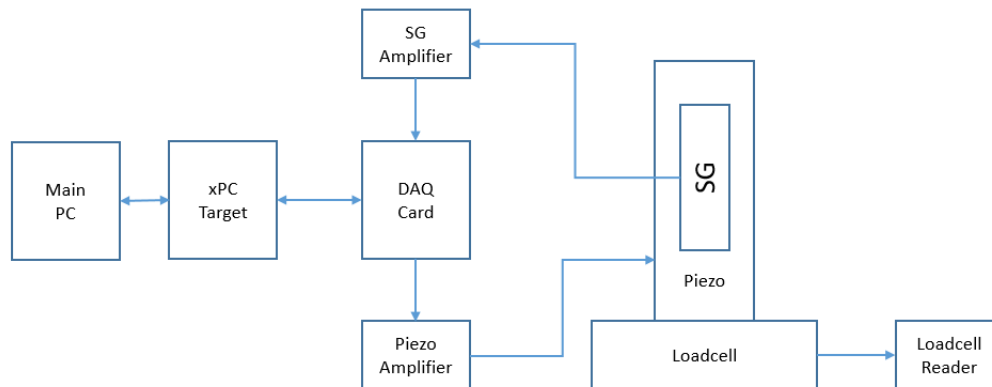 SG
Amplifier
Main
PC
xPC
Target
DAQ
Card
SG
Piezo
Piezo
Amplifier
Loadcell
Loadcell
Reader